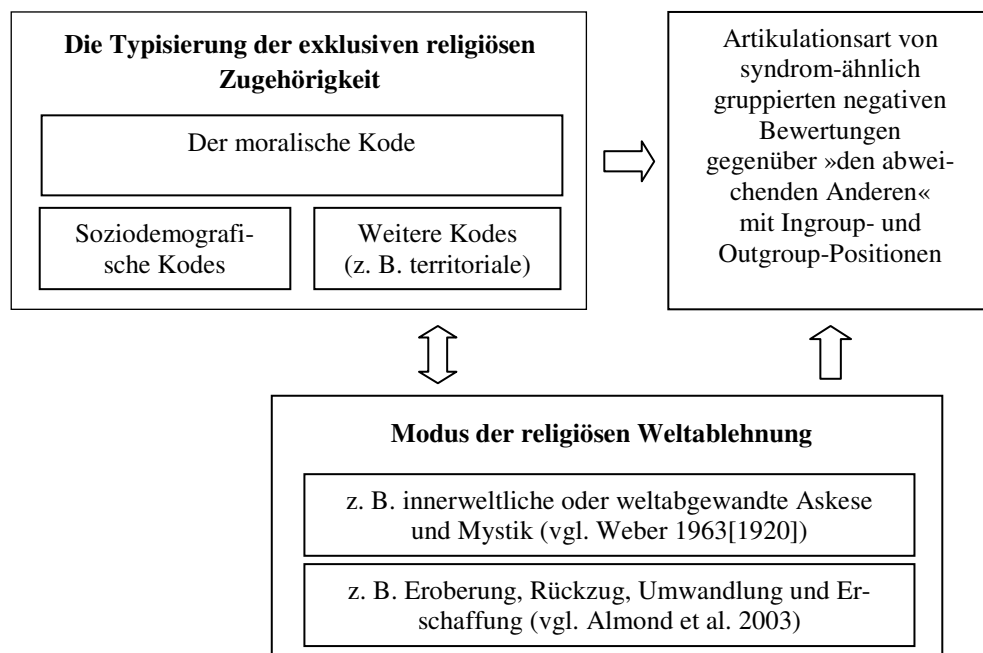 Die Typisierung der exklusiven religiösen
Zugehörigkeit
Der moralische Kode
Soziodemografi-
sche Kodes
Weitere Kodes
(z. B. territoriale)
Artikulationsart von
syndrom-ähnlich
gruppierten negativen
Bewertungen
gegenüber »den abwei-
chenden Anderen«
mit Ingroup- und
Outgroup-Positionen
Modus der religiösen Weltablehnung
z. B. innerweltliche oder weltabgewandte Askese
und Mystik (vgl. Weber 1963[1920])
z. B. Eroberung, Rückzug, Umwandlung und Er-
schaffung (vgl. Almond et al. 2003)